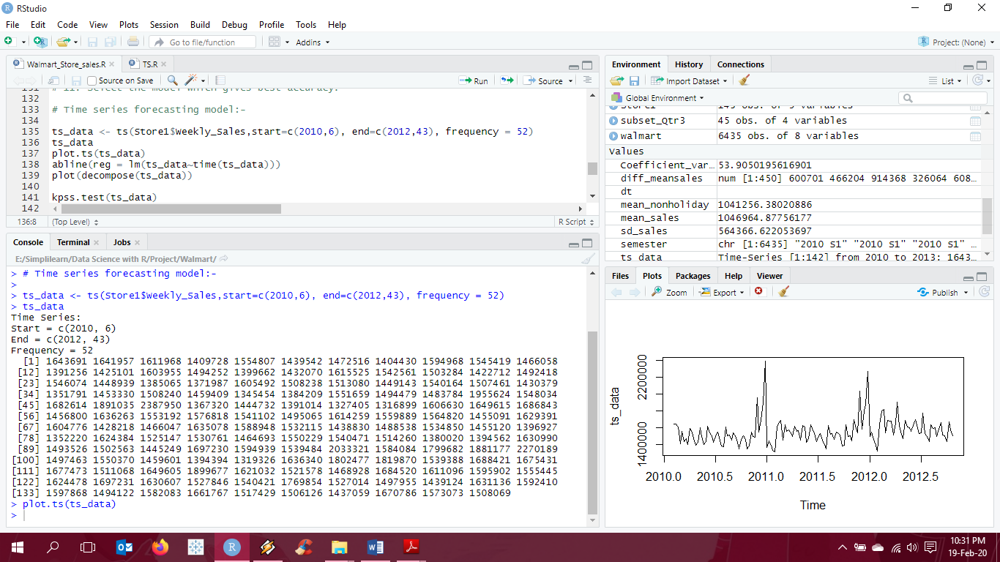 RStudio
File Edit Code View Plots Session Build Debug Profile Tools Help
Go to file/function Addins Project: (None)
Walmart_Store_sales.R TS.R
Source on Save Run Source
131 # 11. Select the model which gives best accuracy.
132
133 # Time series forecasting model:-
134
135 ts_data <- ts(Store1$Weekly_Sales,start=c(2010,6), end=c(2012,43), frequency = 52)
136 ts_data
137 plot.ts(ts_data)
138 abline(reg = lm(ts_data~time(ts_data)))
139 plot(decompose(ts_data))
140
141 kpss.test(ts_data)
142
136:8 (Top Level) R Script
Console Terminal Jobs
E:/Simplilearn/Data Science with R/Project/Walmart/
> # Time series forecasting model:-
>
> ts_data <- ts(Store1$Weekly_Sales,start=c(2010,6), end=c(2012,43), frequency = 52)
> ts_data
Time Series:
Start = c(2010, 6)
End = c(2012, 43)
Frequency = 52
[1] 1643691 1641957 1611968 1409728 1554807 1439542 1472516 1404430 1594968 1545419 1466058
[12] 1391256 1425101 1603955 1494252 1399662 1432070 1615525 1542561 1503284 1422712 1492418
[23] 1546074 1448939 1385065 1371987 1605492 1508238 1513080 1449143 1540164 1507461 1430379
[34] 1351791 1453330 1508240 1459409 1345454 1384209 1551659 1494479 1483784 1955624 1548034
[45] 1682614 1891035 2387950 1367320 1444732 1391014 1327405 1316899 1606630 1649615 1686843
[56] 1456800 1636263 1553192 1576818 1541102 1495065 1614259 1559889 1564820 1455091 1629391
[67] 1604776 1428218 1466047 1635078 1588948 1532115 1438830 1488538 1534850 1455120 1396927
[78] 1352220 1624384 1525147 1530761 1464693 1550229 1540471 1514260 1380020 1394562 1630990
[89] 1493526 1502563 1445249 1697230 1594939 1539484 2033321 1584084 1799682 1881177 2270189
[100] 1497463 1550370 1459601 1394394 1319326 1636340 1802477 1819870 1539388 1688421 1675431
[111] 1677473 1511068 1649605 1899677 1621032 1521578 1468928 1684520 1611096 1595902 1555445
[122] 1624478 1697231 1630607 1527846 1540421 1769854 1527014 1497955 1439124 1631136 1592410
[133] 1597868 1494122 1582083 1661767 1517429 1506126 1437059 1670786 1573073 1508069
> plot.ts(ts_data)
>
Environment History Connections
Import Dataset List
Global Environment
Store1 143 obs. of 9 variables
subset_Qtr3 45 obs. of 4 variables
walmart 6435 obs. of 8 variables
Values
Coefficient_var… 53.9050195616901
diff_meansales num [1:450] 600701 466204 914368 326064 608…
dt
mean_nonholiday 1041256.38020886
mean_sales 1046964.87756177
sd_sales 564366.622053697
semester chr [1:6435] "2010 S1" "2010 S1" "2010 S1" …
ts_data Time-Series [1:142] from 2010 to 2013: 1643…
Files Plots Packages Help Viewer
Zoom Export Publish
ts_data
1400000 2200000
2010.0 2010.5 2011.0 2011.5 2012.0 2012.5
Time
10:31 PM
19-Feb-20